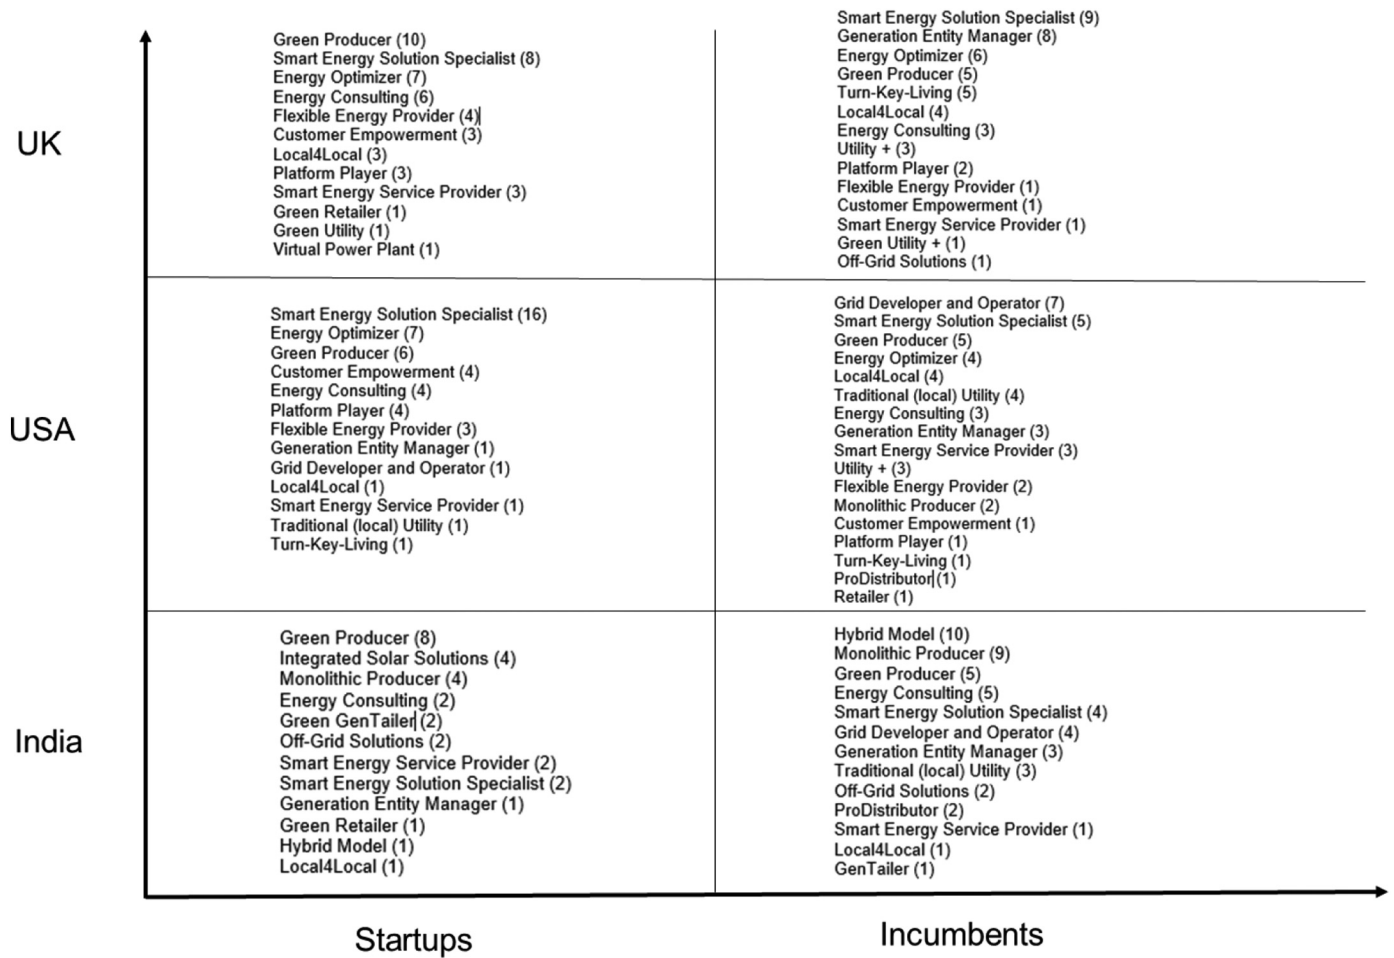 UK
Green Producer (10)
Smart Energy Solution Specialist (8)
Energy Optimizer (7)
Energy Consulting (6)
Flexible Energy Provider (4)
Customer Empowerment (3)
Local4Local (3)
Platform Player (3)
Smart Energy Service Provider (3)
Green Retailer (1)
Green Utility (1)
Virtual Power Plant (1)
Smart Energy Solution Specialist (9)
Generation Entity Manager (8)
Energy Optimizer (6)
Green Producer (5)
Turn-Key-Living (5)
Local4Local (4)
Energy Consulting (3)
Utility + (3)
Platform Player (2)
Flexible Energy Provider (1)
Customer Empowerment (1)
Smart Energy Service Provider (1)
Green Utility + (1)
Off-Grid Solutions (1)
USA
Smart Energy Solution Specialist (16)
Energy Optimizer (7)
Green Producer (6)
Customer Empowerment (4)
Energy Consulting (4)
Platform Player (4)
Flexible Energy Provider (3)
Generation Entity Manager (1)
Grid Developer and Operator (1)
Local4Local (1)
Smart Energy Service Provider (1)
Traditional (local) Utility (1)
Turn-Key-Living (1)
Grid Developer and Operator (7)
Smart Energy Solution Specialist (5)
Green Producer (5)
Energy Optimizer (4)
Local4Local (4)
Traditional (local) Utility (4)
Energy Consulting (3)
Generation Entity Manager (3)
Smart Energy Service Provider (3)
Utility + (3)
Flexible Energy Provider (2)
Monolithic Producer (2)
Customer Empowerment (1)
Platform Player (1)
Turn-Key-Living (1)
ProDistributor (1)
Retailer (1)
India
Green Producer (8)
Integrated Solar Solutions (4)
Monolithic Producer (4)
Energy Consulting (2)
Green GenTailer (2)
Off-Grid Solutions (2)
Smart Energy Service Provider (2)
Smart Energy Solution Specialist (2)
Generation Entity Manager (1)
Green Retailer (1)
Hybrid Model (1)
Local4Local (1)
Hybrid Model (10)
Monolithic Producer (9)
Green Producer (5)
Energy Consulting (5)
Smart Energy Solution Specialist (4)
Grid Developer and Operator (4)
Generation Entity Manager (3)
Traditional (local) Utility (3)
Off-Grid Solutions (2)
ProDistributor (2)
Smart Energy Service Provider (1)
Local4Local (1)
GenTailer (1)
Startups
Incumbents